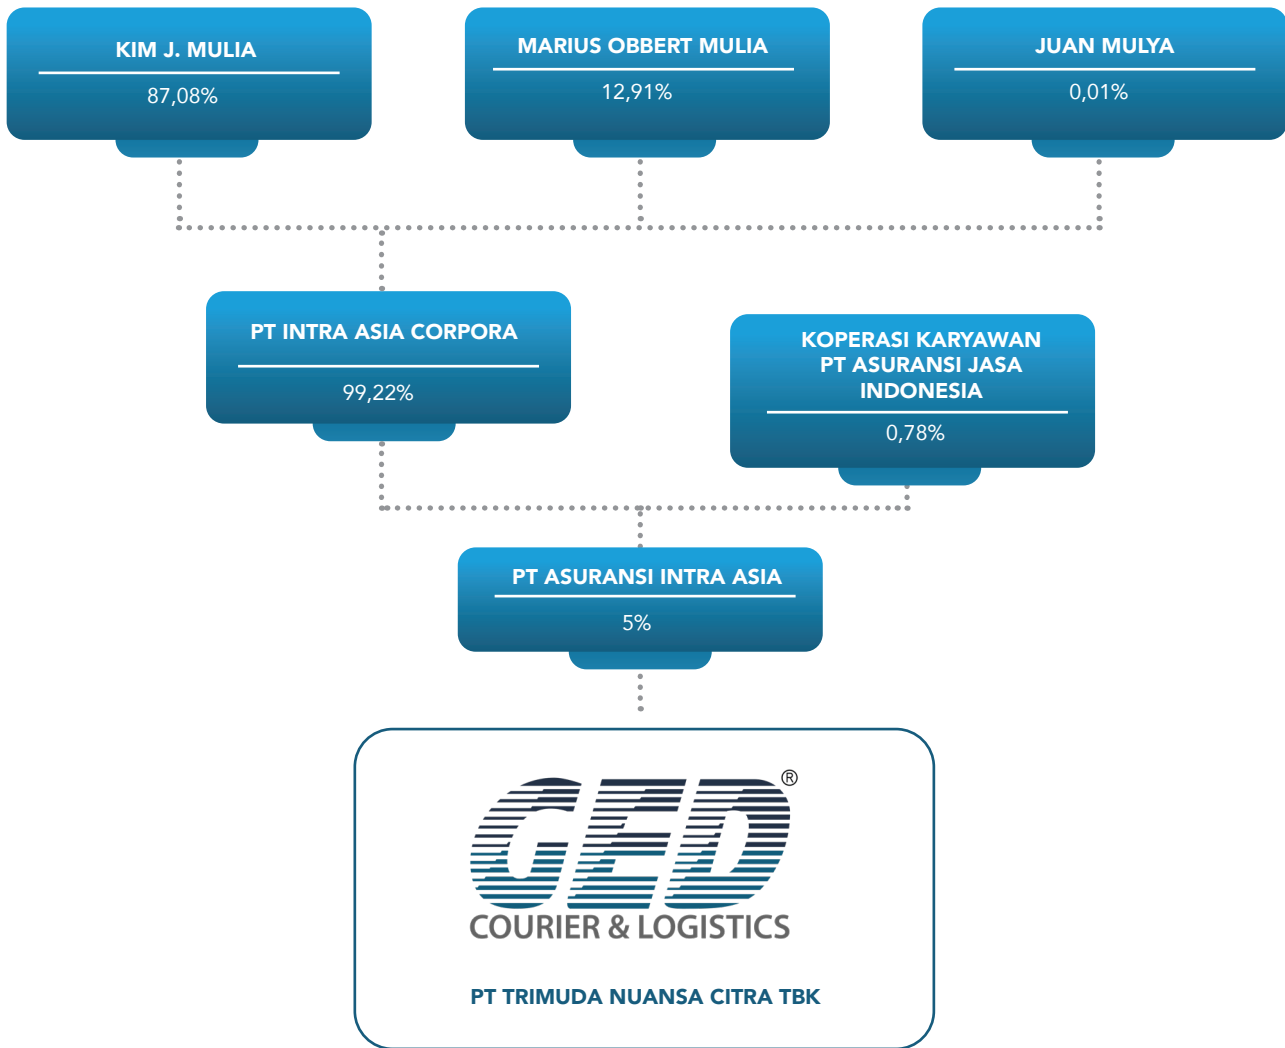 KIM J. MULIA
87,08%
MARIUS OBBERT MULIA
12,91%
JUAN MULYA
0,01%
PT INTRA ASIA CORPORA
99,22%
KOPERASI KARYAWAN
PT ASURANSI JASA
INDONESIA
0,78%
PT ASURANSI INTRA ASIA
5%
GED®
COURIER & LOGISTICS
PT TRIMUDA NUANSA CITRA TBK